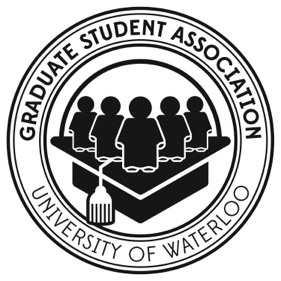 GRADUATE STUDENT ASSOCIATION
UNIVERSITY OF WATERLOO